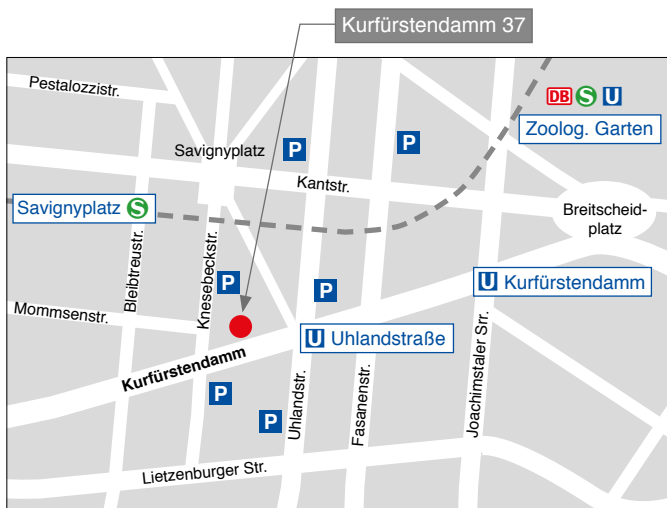 Kurfürstendamm 37
Pestalozzistr.
DB S U
Zoolog. Garten
P
P
Savignyplatz
Kantstr.
Savignyplatz S
Breitscheid-
platz
Bleibtreustr.
Knesebeckstr.
P
P
U Kurfürstendamm
Mommsenstr.
U Uhlandstraße
Kurfürstendamm
Uhlandstr.
Fasanenstr.
Joachimstaler Srr.
P
P
Lietzenburger Str.